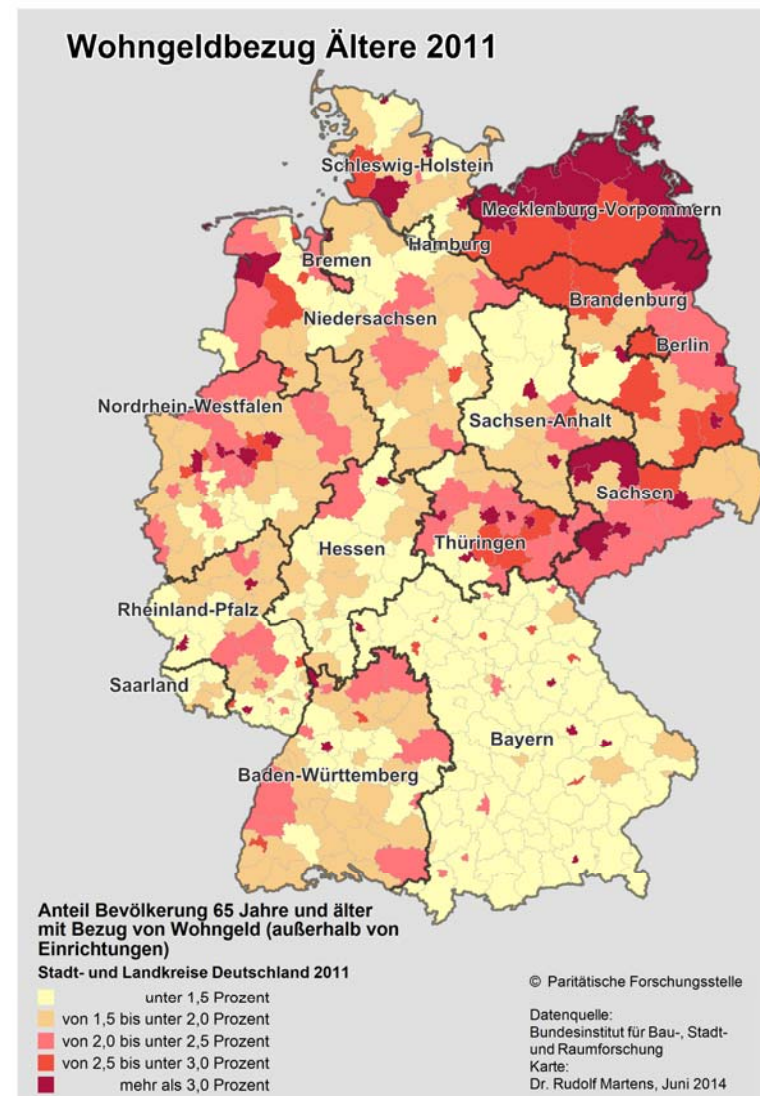 Wohngeldbezug Ältere 2011
Schleswig-Holstein
Mecklenburg-Vorpommern
Hamburg
Bremen
Brandenburg
Niedersachsen
Berlin
Nordrhein-Westfalen
Sachsen-Anhalt
Sachsen
Thüringen
Hessen
Rheinland-Pfalz
Saarland
Bayern
Baden-Württemberg
Anteil Bevölkerung 65 Jahre und älter
mit Bezug von Wohngeld (außerhalb von
Einrichtungen)
Stadt- und Landkreise Deutschland 2011
unter 1,5 Prozent
von 1,5 bis unter 2,0 Prozent
von 2,0 bis unter 2,5 Prozent
von 2,5 bis unter 3,0 Prozent
mehr als 3,0 Prozent
© Paritätische Forschungsstelle
Datenquelle:
Bundesinstitut für Bau-, Stadt-
und Raumforschung
Karte:
Dr. Rudolf Martens, Juni 2014